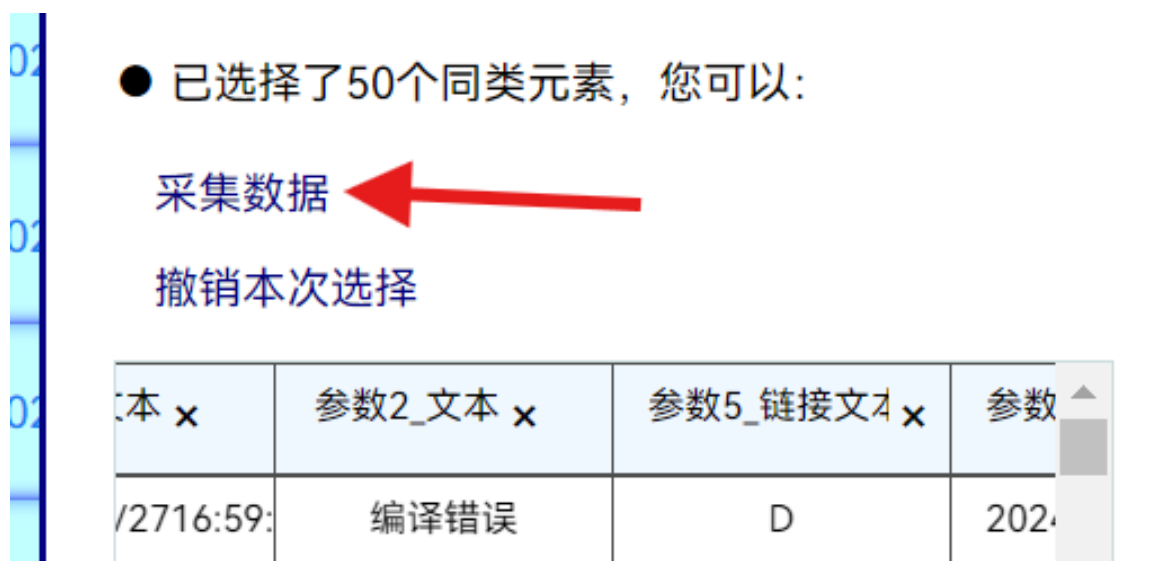 ● 已选择了50个同类元素，您可以:
采集数据
撤销本次选择
文本 × 参数2_文本 × 参数5_链接文本 × 参数
/2716:59: 编译错误 D 2024
02
02
02